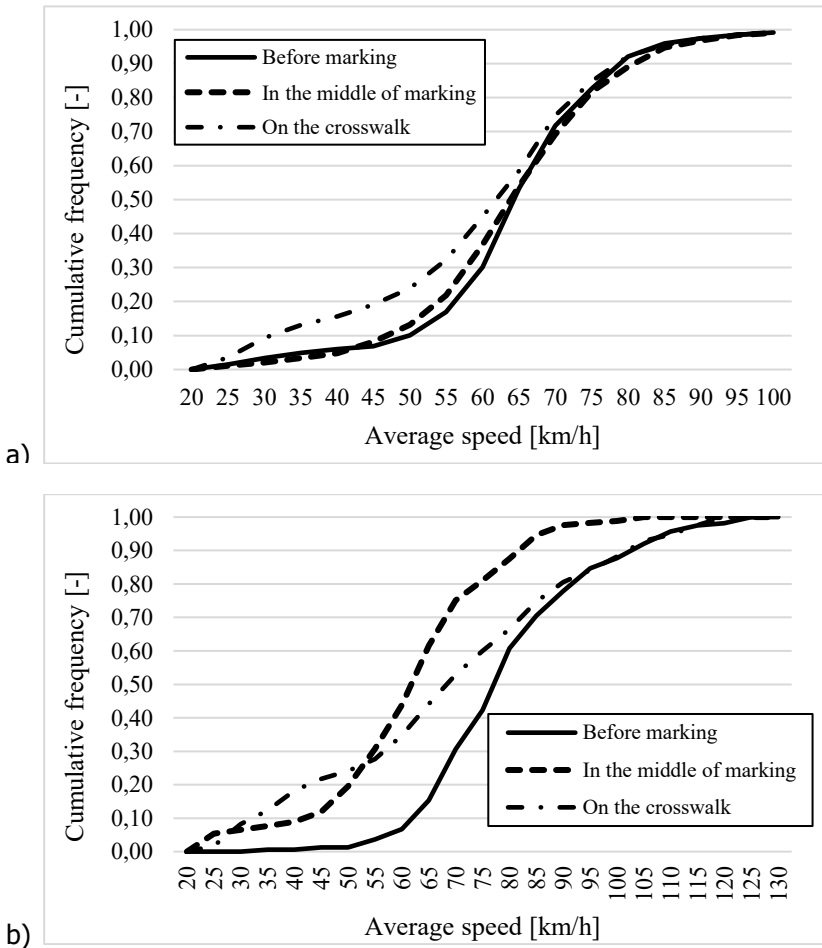 1,00
0,90
0,80
0,70
0,60
0,50
0,40
0,30
0,20
0,10
0,00
Cumulative frequency [-]
Before marking
In the middle of marking
On the crosswalk
20 25 30 35 40 45 50 55 60 65 70 75 80 85 90 95 100
Average speed [km/h]
a)
1,00
0,90
0,80
0,70
0,60
0,50
0,40
0,30
0,20
0,10
0,00
Cumulative frequency [-]
Before marking
In the middle of marking
On the crosswalk
20 25 30 35 40 45 50 55 60 65 70 75 80 85 90 95 100 105 110 115 120 125 130
Average speed [km/h]
b)